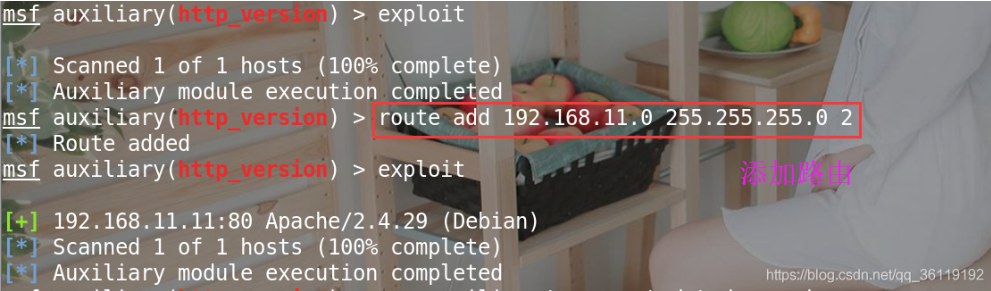 msf auxiliary(http_version) > exploit
[*] Scanned 1 of 1 hosts (100% complete)
[*] Auxiliary module execution completed
msf auxiliary(http_version) > route add 192.168.11.0 255.255.255.0 2
[*] Route added
msf auxiliary(http_version) > exploit
添加路由
[+] 192.168.11.11:80 Apache/2.4.29 (Debian)
[*] Scanned 1 of 1 hosts (100% complete)
[*] Auxiliary module execution completed
https://blog.csdn.net/qq_36119192